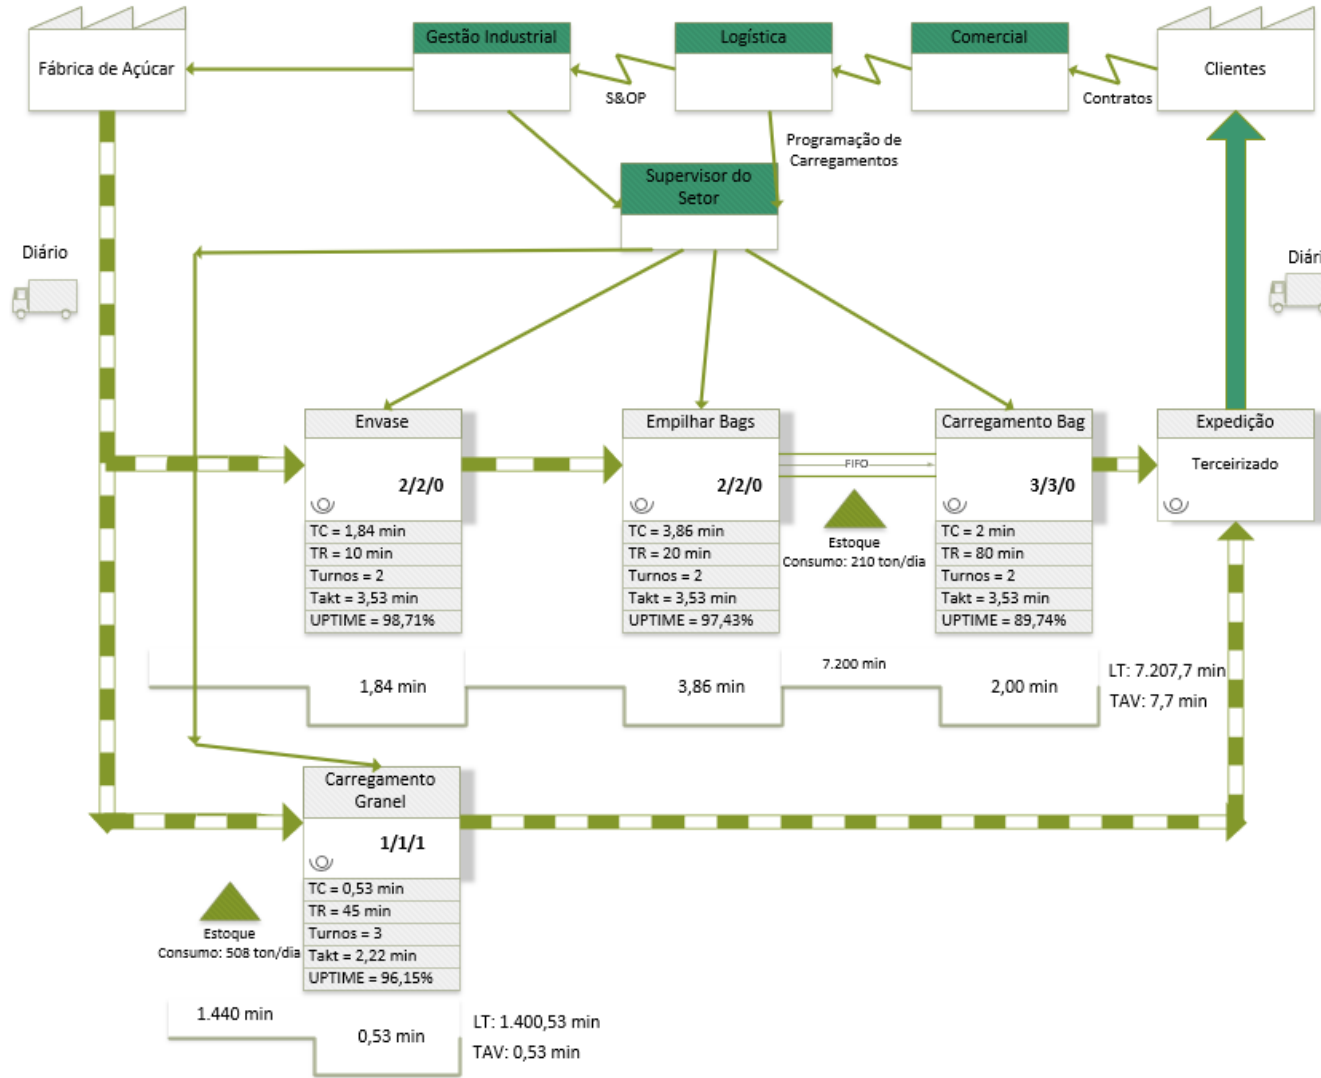 Fábrica de Açúcar
Gestão Industrial
Logística
Comercial
Clientes
S&OP
Contratos
Programação de
Carregamentos
Supervisor do
Setor
Diário
Envase
2/2/0
TC = 1,84 min
TR = 10 min
Turnos = 2
Takt = 3,53 min
UPTIME = 98,71%
Empilhar Bags
2/2/0
TC = 3,86 min
TR = 20 min
Turnos = 2
Takt = 3,53 min
UPTIME = 97,43%
FIFO
Estoque
Consumo: 210 ton/dia
Carregamento Bag
3/3/0
TC = 2 min
TR = 80 min
Turnos = 2
Takt = 3,53 min
UPTIME = 89,74%
Expedição
Terceirizado
1,84 min
3,86 min
7.200 min
2,00 min
LT: 7.207,7 min
TAV: 7,7 min
Carregamento
Granel
1/1/1
TC = 0,53 min
TR = 45 min
Turnos = 3
Takt = 2,22 min
UPTIME = 96,15%
Estoque
Consumo: 508 ton/dia
1.440 min
0,53 min
LT: 1.400,53 min
TAV: 0,53 min